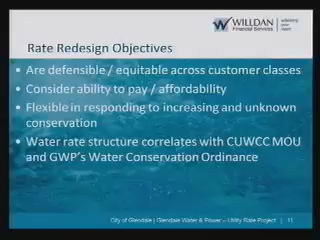 WILLDAN
Financial Services
Rate Redesign Objectives
• Are defensible / equitable across customer classes
• Consider ability to pay / affordability
• Flexible in responding to increasing and unknown
conservation
• Water rate structure correlates with CUWCC MOU
and GWP's Water Conservation Ordinance
City of Glendale | Glendale Water & Power – Utility Rate Project | 11